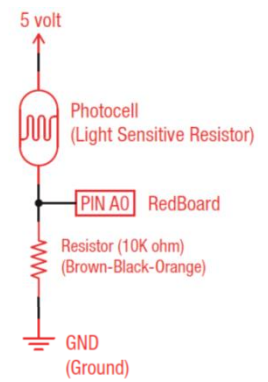 5 volt
Photocell
(Light Sensitive Resistor)
PIN A0 RedBoard
Resistor (10K ohm)
(Brown-Black-Orange)
GND
(Ground)